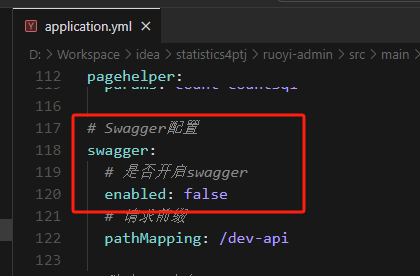 application.yml
D: > Workspace > idea > statistics4ptj > ruoyi-admin > src > main
112 pagehelper:
115 params: count=countSql
116
117 # Swagger配置
118 swagger:
119 # 是否开启swagger
120 enabled: false
121 # 请求前缀
122 pathMapping: /dev-api
123